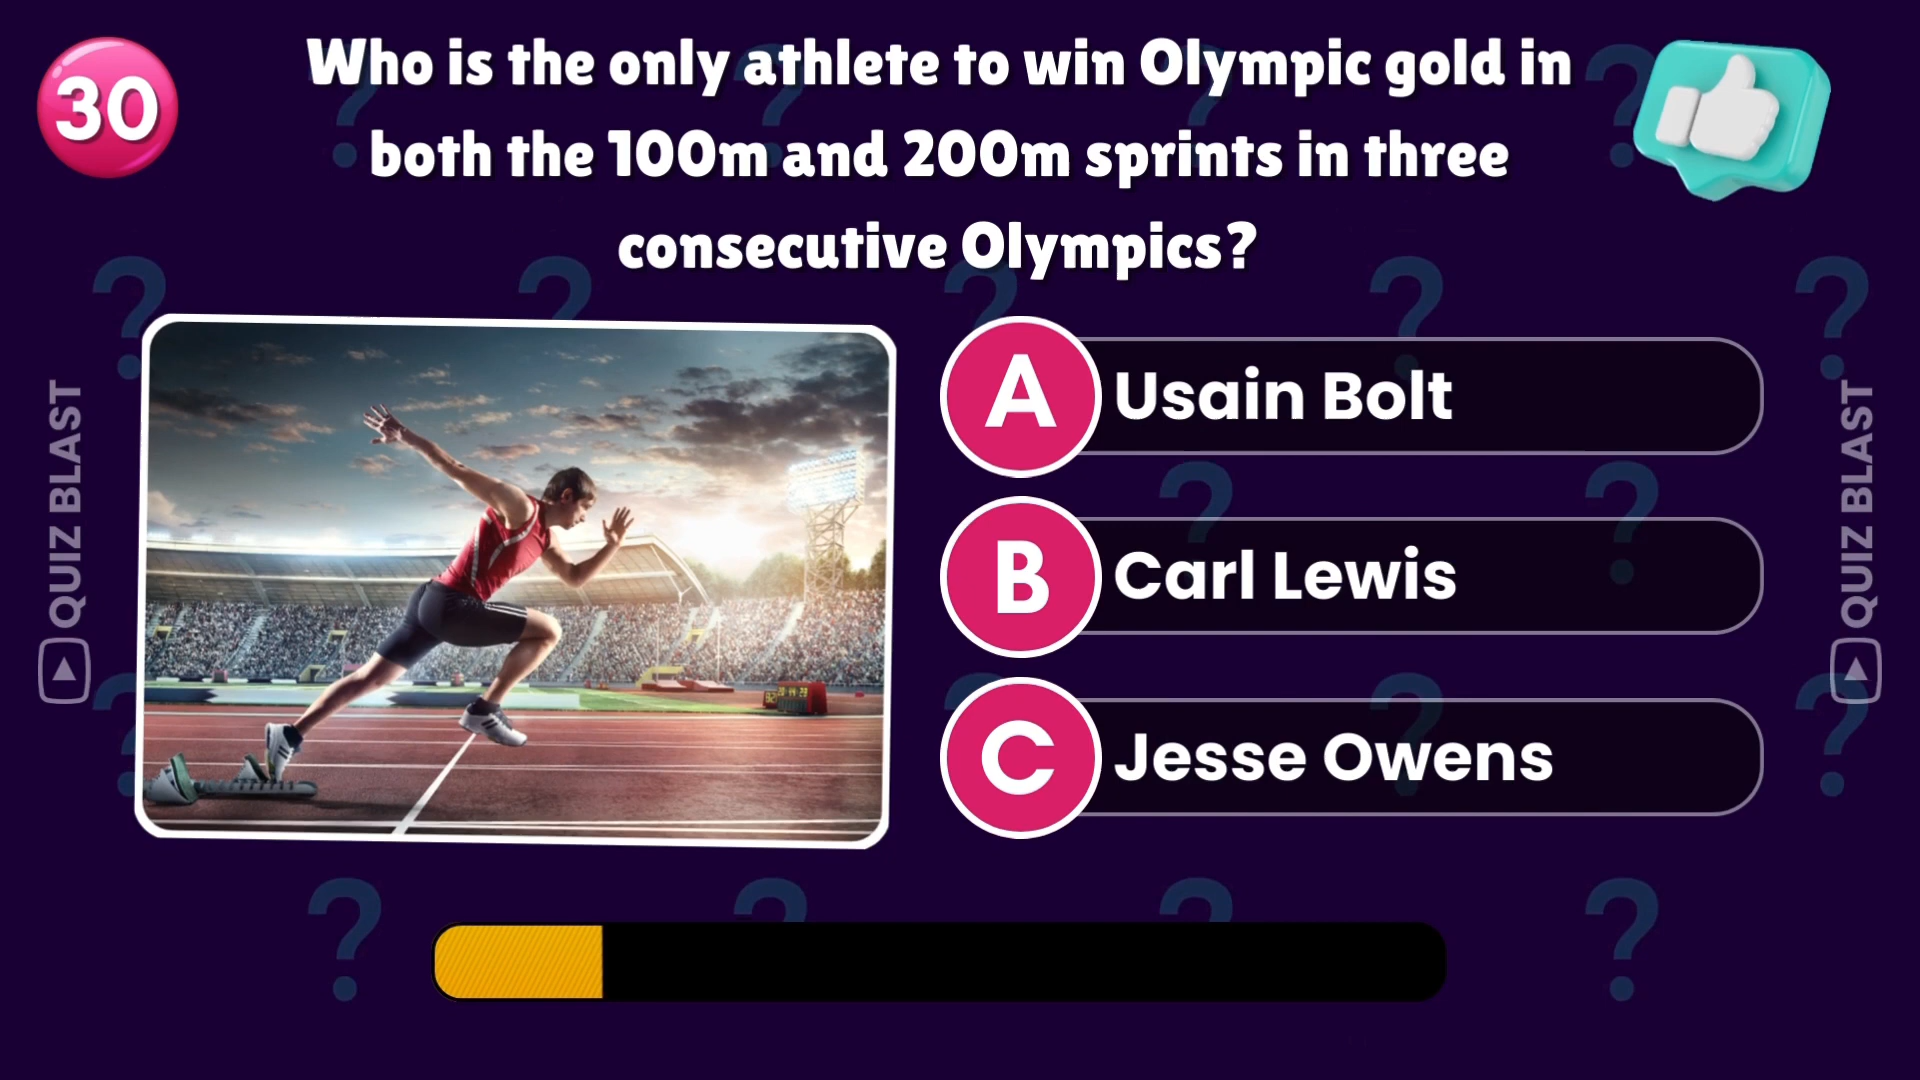 30
Who is the only athlete to win Olympic gold in
both the 100m and 200m sprints in three
consecutive Olympics?
A Usain Bolt
B Carl Lewis
C Jesse Owens
QUIZ BLAST
QUIZ BLAST